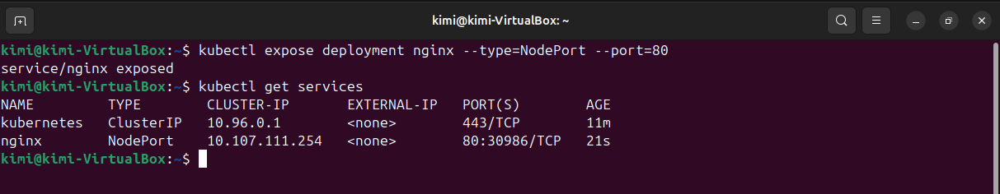 kimi@kimi-VirtualBox: ~
kimi@kimi-VirtualBox:~$ kubectl expose deployment nginx --type=NodePort --port=80
service/nginx exposed
kimi@kimi-VirtualBox:~$ kubectl get services
NAME         TYPE        CLUSTER-IP       EXTERNAL-IP   PORT(S)        AGE
kubernetes   ClusterIP   10.96.0.1        <none>        443/TCP        11m
nginx        NodePort    10.107.111.254   <none>        80:30986/TCP   21s
kimi@kimi-VirtualBox:~$